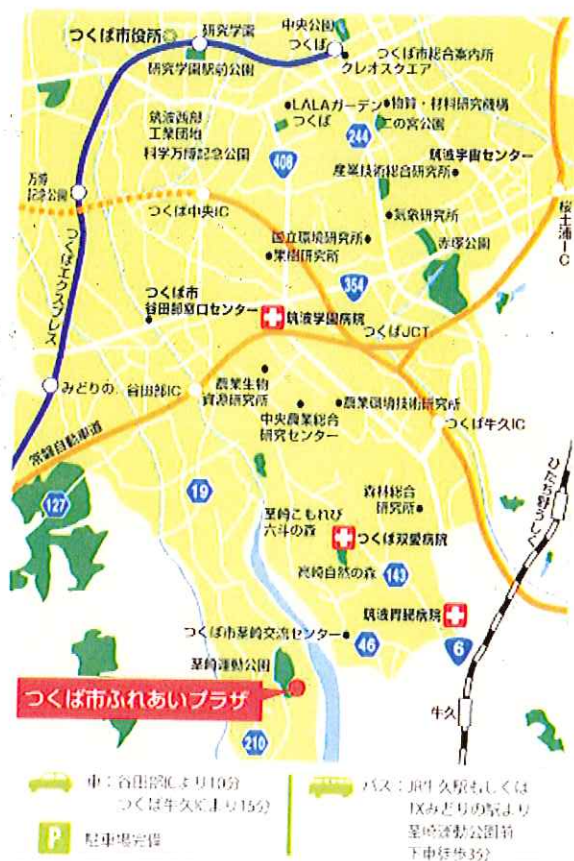 中央公園
研究学園
つくば市役所
つくば
つくば市総合案内所
クレオスクエア
研究学園駅前公園
LALAガーデン
つくば
物質・材料研究機構
二の宮公園
筑波西部
工業団地
科学万博記念公園
408
244
筑波宇宙センター
産業技術総合研究所
万博
記念公園
つくば中央IC
気象研究所
桜土浦IC
国立環境研究所
果樹研究所
赤塚公園
354
つくばエクスプレス
つくば市
谷田部窓口センター
筑波学園病院
つくばJCT
みどりの
谷田部IC
農業生物
資源研究所
農業環境技術研究所
中央農業総合
研究センター
つくば牛久IC
常磐自動車道
ひたち野うしく
127
19
森林総合
研究所
茎崎こもれび
六斗の森
つくば双愛病院
高崎自然の森
143
筑波胃腸病院
つくば市茎崎交流センター
46
6
茎崎運動公園
つくば市ふれあいプラザ
牛久
210
車：谷田部ICより10分
つくば牛久ICより15分
P 駐車場完備
バス：JR牛久駅もしくは
TXみどりの駅より
茎崎運動公園前
下車徒歩3分